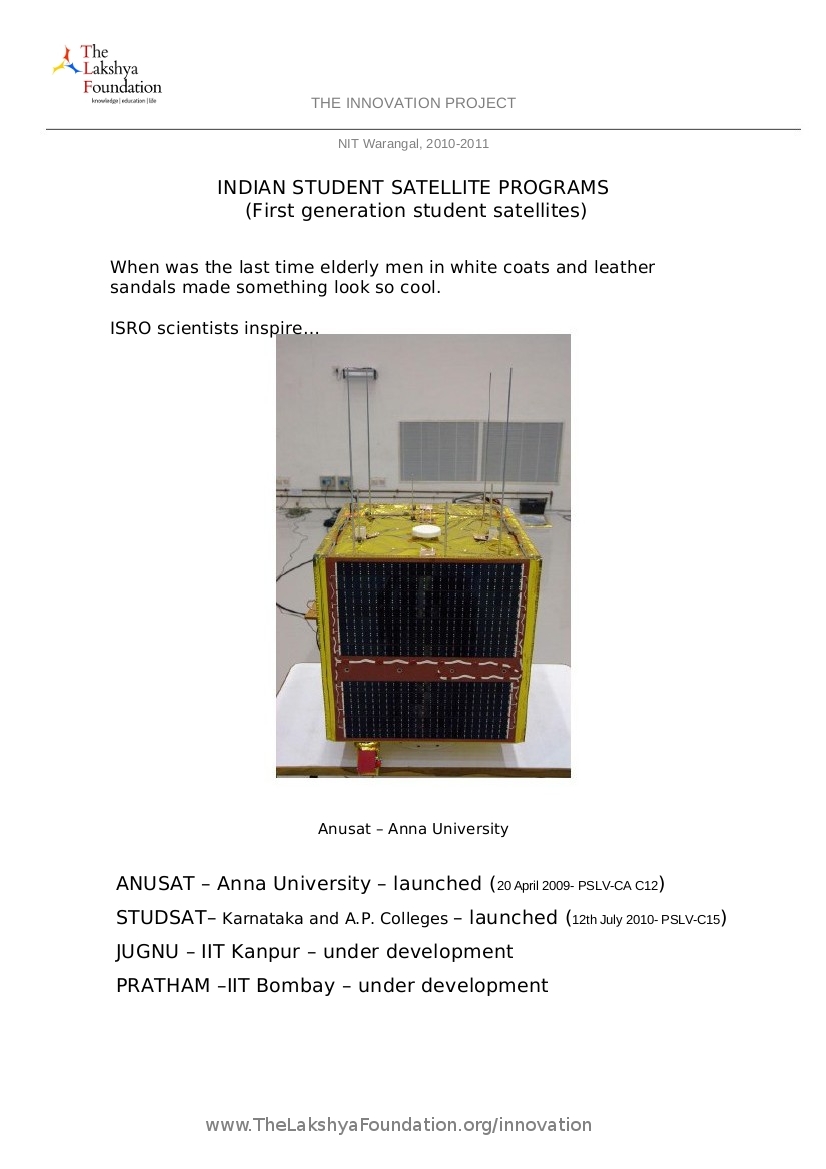 The
Lakshya
Foundation
knowledge|education|life
THE INNOVATION PROJECT
NIT Warangal, 2010-2011
INDIAN STUDENT SATELLITE PROGRAMS
(First generation student satellites)
When was the last time elderly men in white coats and leather
sandals made something look so cool.
ISRO scientists inspire…
Anusat – Anna University
ANUSAT – Anna University – launched (20 April 2009- PSLV-CA C12)
STUDSAT– Karnataka and A.P. Colleges – launched (12th July 2010- PSLV-C15)
JUGNU – IIT Kanpur – under development
PRATHAM –IIT Bombay – under development
www.TheLakshyaFoundation.org/innovation